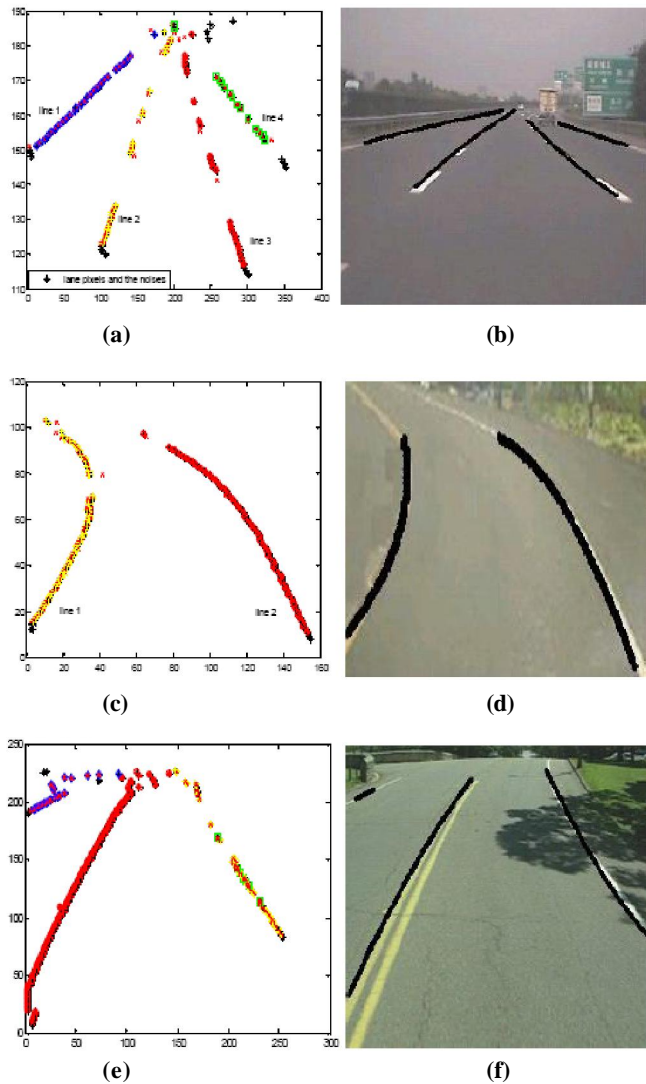 190
180
170
160
150
140
130
120
110
0 50 100 150 200 250 300 350 400
line 1
line 4
line 2
line 3
lane pixels and the noises
(a)
(b)
120
100
80
60
40
20
0
0 20 40 60 80 100 120 140 160
line 1
line 2
(c)
(d)
250
200
150
100
50
0
0 50 100 150 200 250 300
(e)
(f)